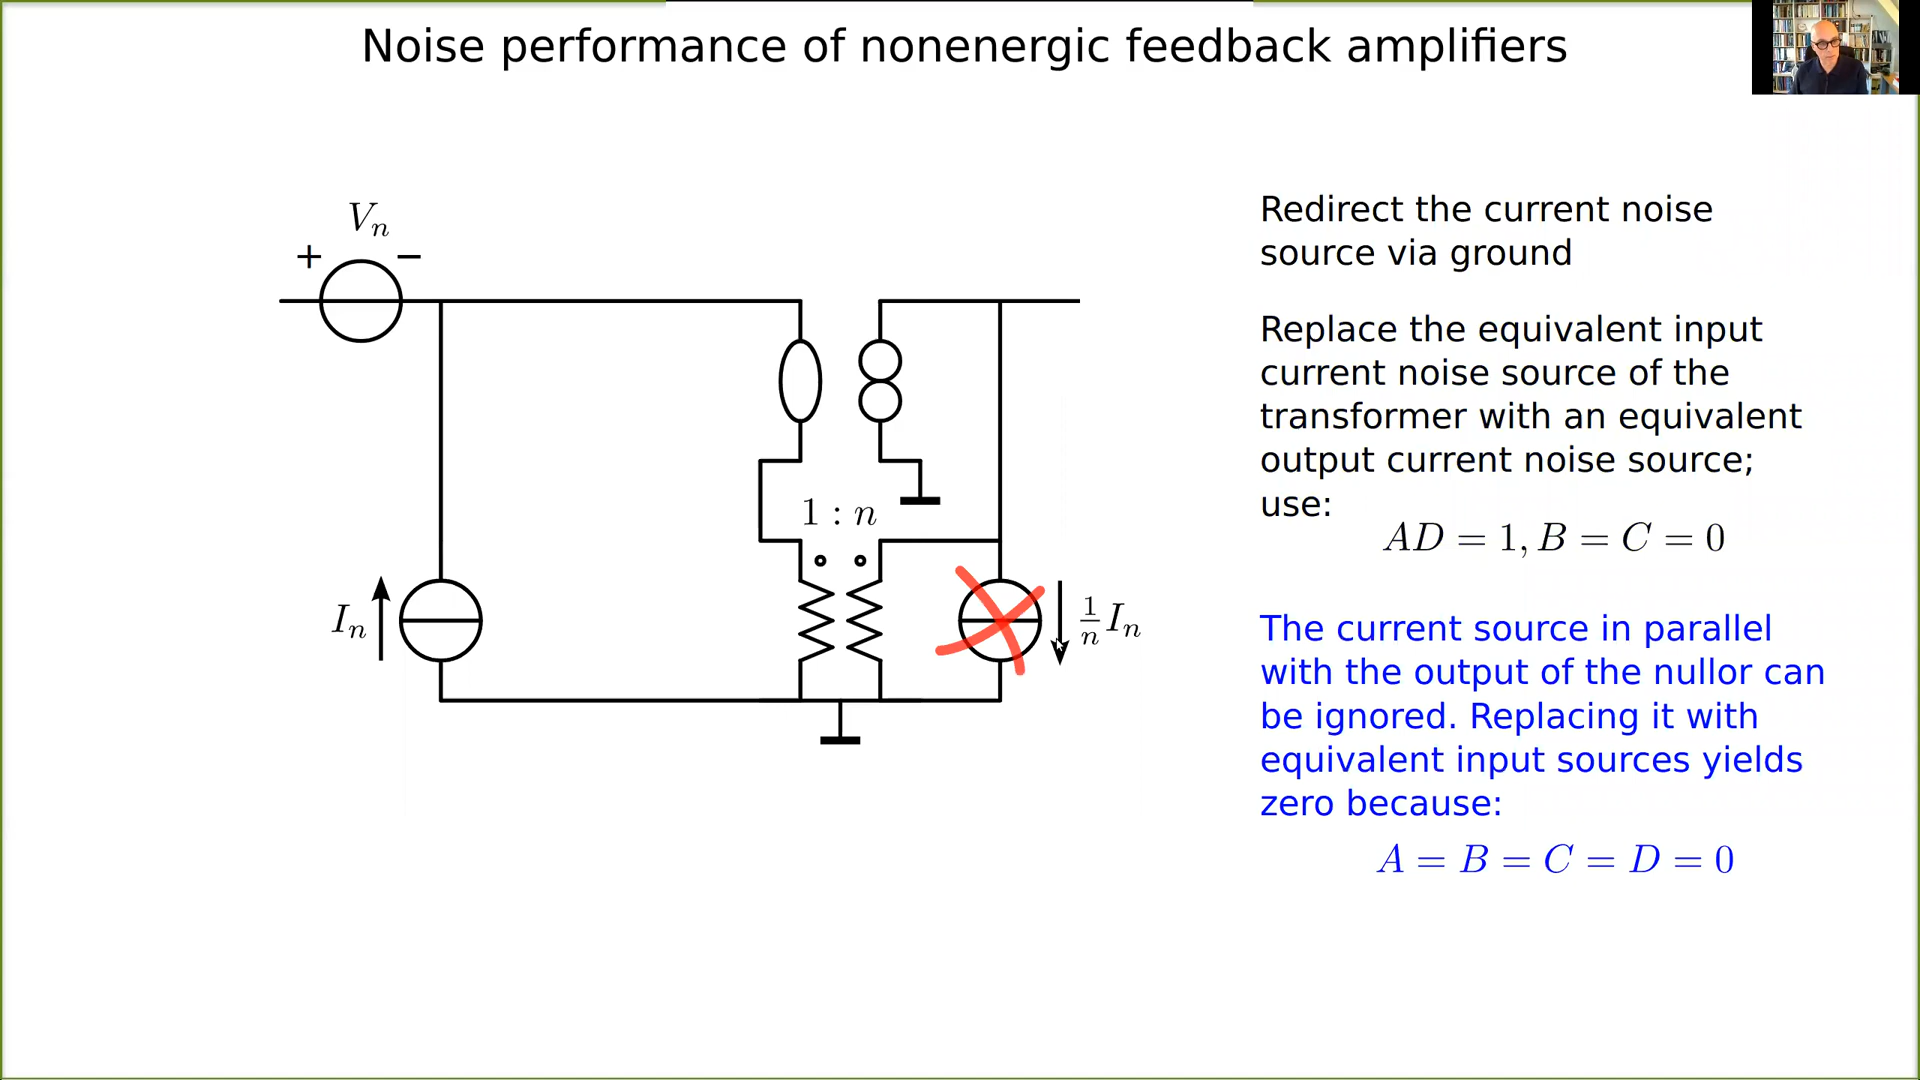 Noise performance of nonenergic feedback amplifiers
V_n
+ −
1 : n
I_n
1/n I_n
Redirect the current noise
source via ground
Replace the equivalent input
current noise source of the
transformer with an equivalent
output current noise source;
use:
AD = 1, B = C = 0
The current source in parallel
with the output of the nullor can
be ignored. Replacing it with
equivalent input sources yields
zero because:
A = B = C = D = 0